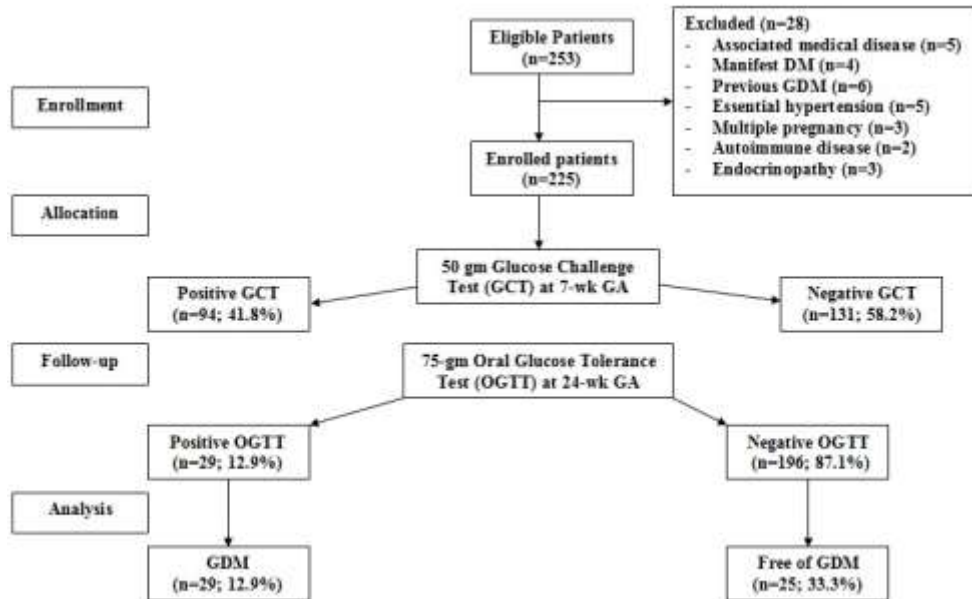 Eligible Patients
(n=253)
Excluded (n=28)
- Associated medical disease (n=5)
- Manifest DM (n=4)
- Previous GDM (n=6)
- Essential hypertension (n=5)
- Multiple pregnancy (n=3)
- Autoimmune disease (n=2)
- Endocrinopathy (n=3)
Enrollment
Enrolled patients
(n=225)
Allocation
50 gm Glucose Challenge
Test (GCT) at 7-wk GA
Positive GCT
(n=94; 41.8%)
Negative GCT
(n=131; 58.2%)
Follow-up
75-gm Oral Glucose Tolerance
Test (OGTT) at 24-wk GA
Positive OGTT
(n=29; 12.9%)
Negative OGTT
(n=196; 87.1%)
Analysis
GDM
(n=29; 12.9%)
Free of GDM
(n=25; 33.3%)